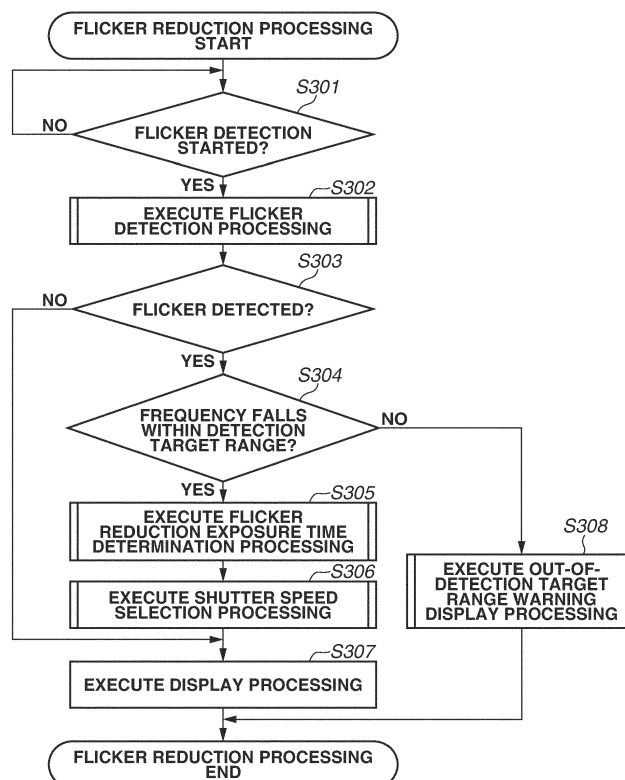 FLICKER REDUCTION PROCESSING
START
S301
NO
FLICKER DETECTION
STARTED?
YES
S302
EXECUTE FLICKER
DETECTION PROCESSING
S303
NO
FLICKER DETECTED?
YES
S304
FREQUENCY FALLS
WITHIN DETECTION
TARGET RANGE?
NO
YES
S305
EXECUTE FLICKER
REDUCTION EXPOSURE TIME
DETERMINATION PROCESSING
S308
EXECUTE OUT-OF-
DETECTION TARGET
RANGE WARNING
DISPLAY PROCESSING
S306
EXECUTE SHUTTER SPEED
SELECTION PROCESSING
S307
EXECUTE DISPLAY PROCESSING
FLICKER REDUCTION PROCESSING
END